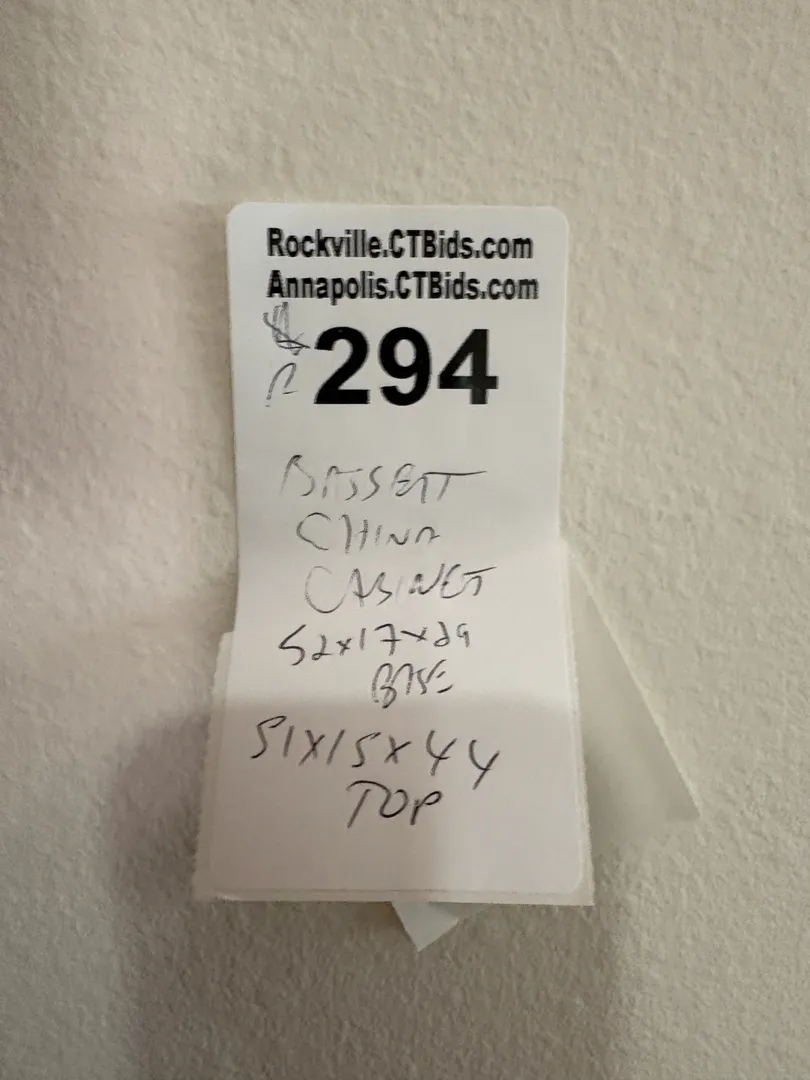 Rockville.CTBids.com
Annapolis.CTBids.com
294
BASSETT
CHINA
CABINET
52x17x29
BASE
51X15X44
TOP